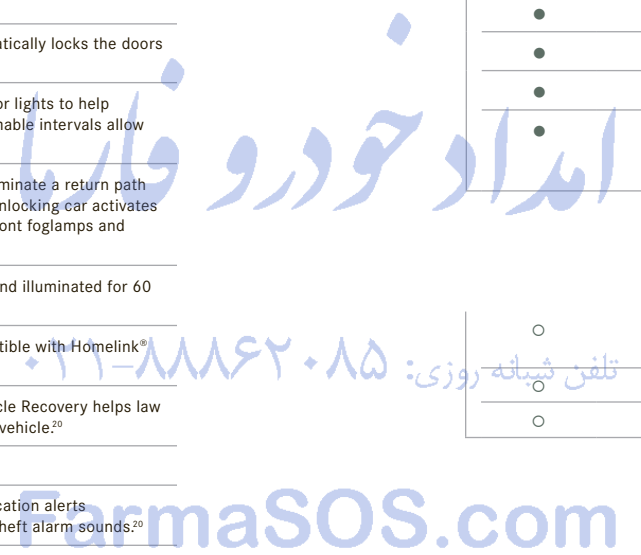 atically locks the doors
or lights to help
nable intervals allow
minate a return path
nlocking car activates
ont foglamps and
nd illuminated for 60
tible with Homelink®
cle Recovery helps law
vehicle.20
cation alerts
heft alarm sounds.20
امداد خودرو فارنا
تلفن شبانه روزی: ۰۳۱-۸۸۸۶۲۰۸۵
FarmaSOS.com